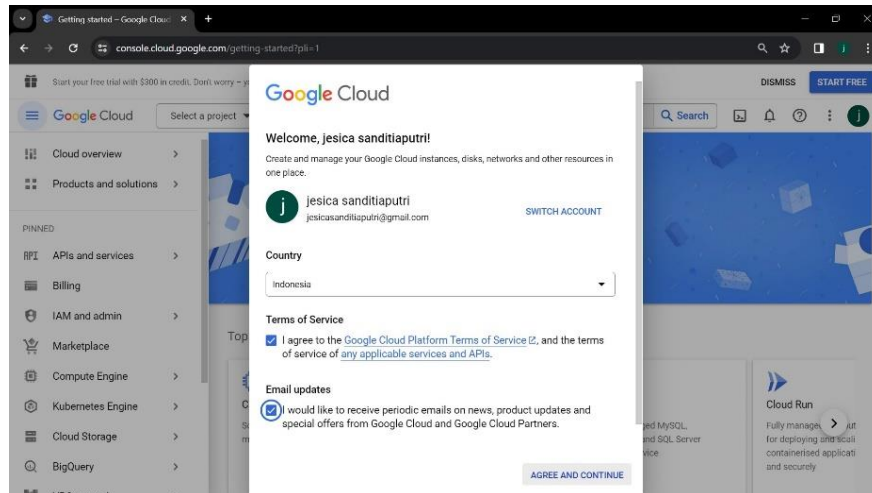 Getting started – Google Cloud
console.cloud.google.com/getting-started?pli=1
Start your free trial with $300 in credit. Don't worry –
DISMISS
START FREE
Google Cloud
Select a project
Search
j
Cloud overview
Products and solutions
PINNED
API APIs and services
Billing
IAM and admin
Marketplace
Compute Engine
Kubernetes Engine
Cloud Storage
BigQuery
Top
Google Cloud
Welcome, jesica sanditiaputri!
Create and manage your Google Cloud instances, disks, networks and other resources in
one place.
j
jesica sanditiaputri
jesicasanditiaputri@gmail.com
SWITCH ACCOUNT
Country
Indonesia
Terms of Service
I agree to the Google Cloud Platform Terms of Service, and the terms
of service of any applicable services and APIs.
Email updates
I would like to receive periodic emails on news, product updates and
special offers from Google Cloud and Google Cloud Partners.
AGREE AND CONTINUE
ged MySQL,
and SQL Server
vice
Cloud Run
Fully manage
for deploying and scali
containerised applicati
and securely